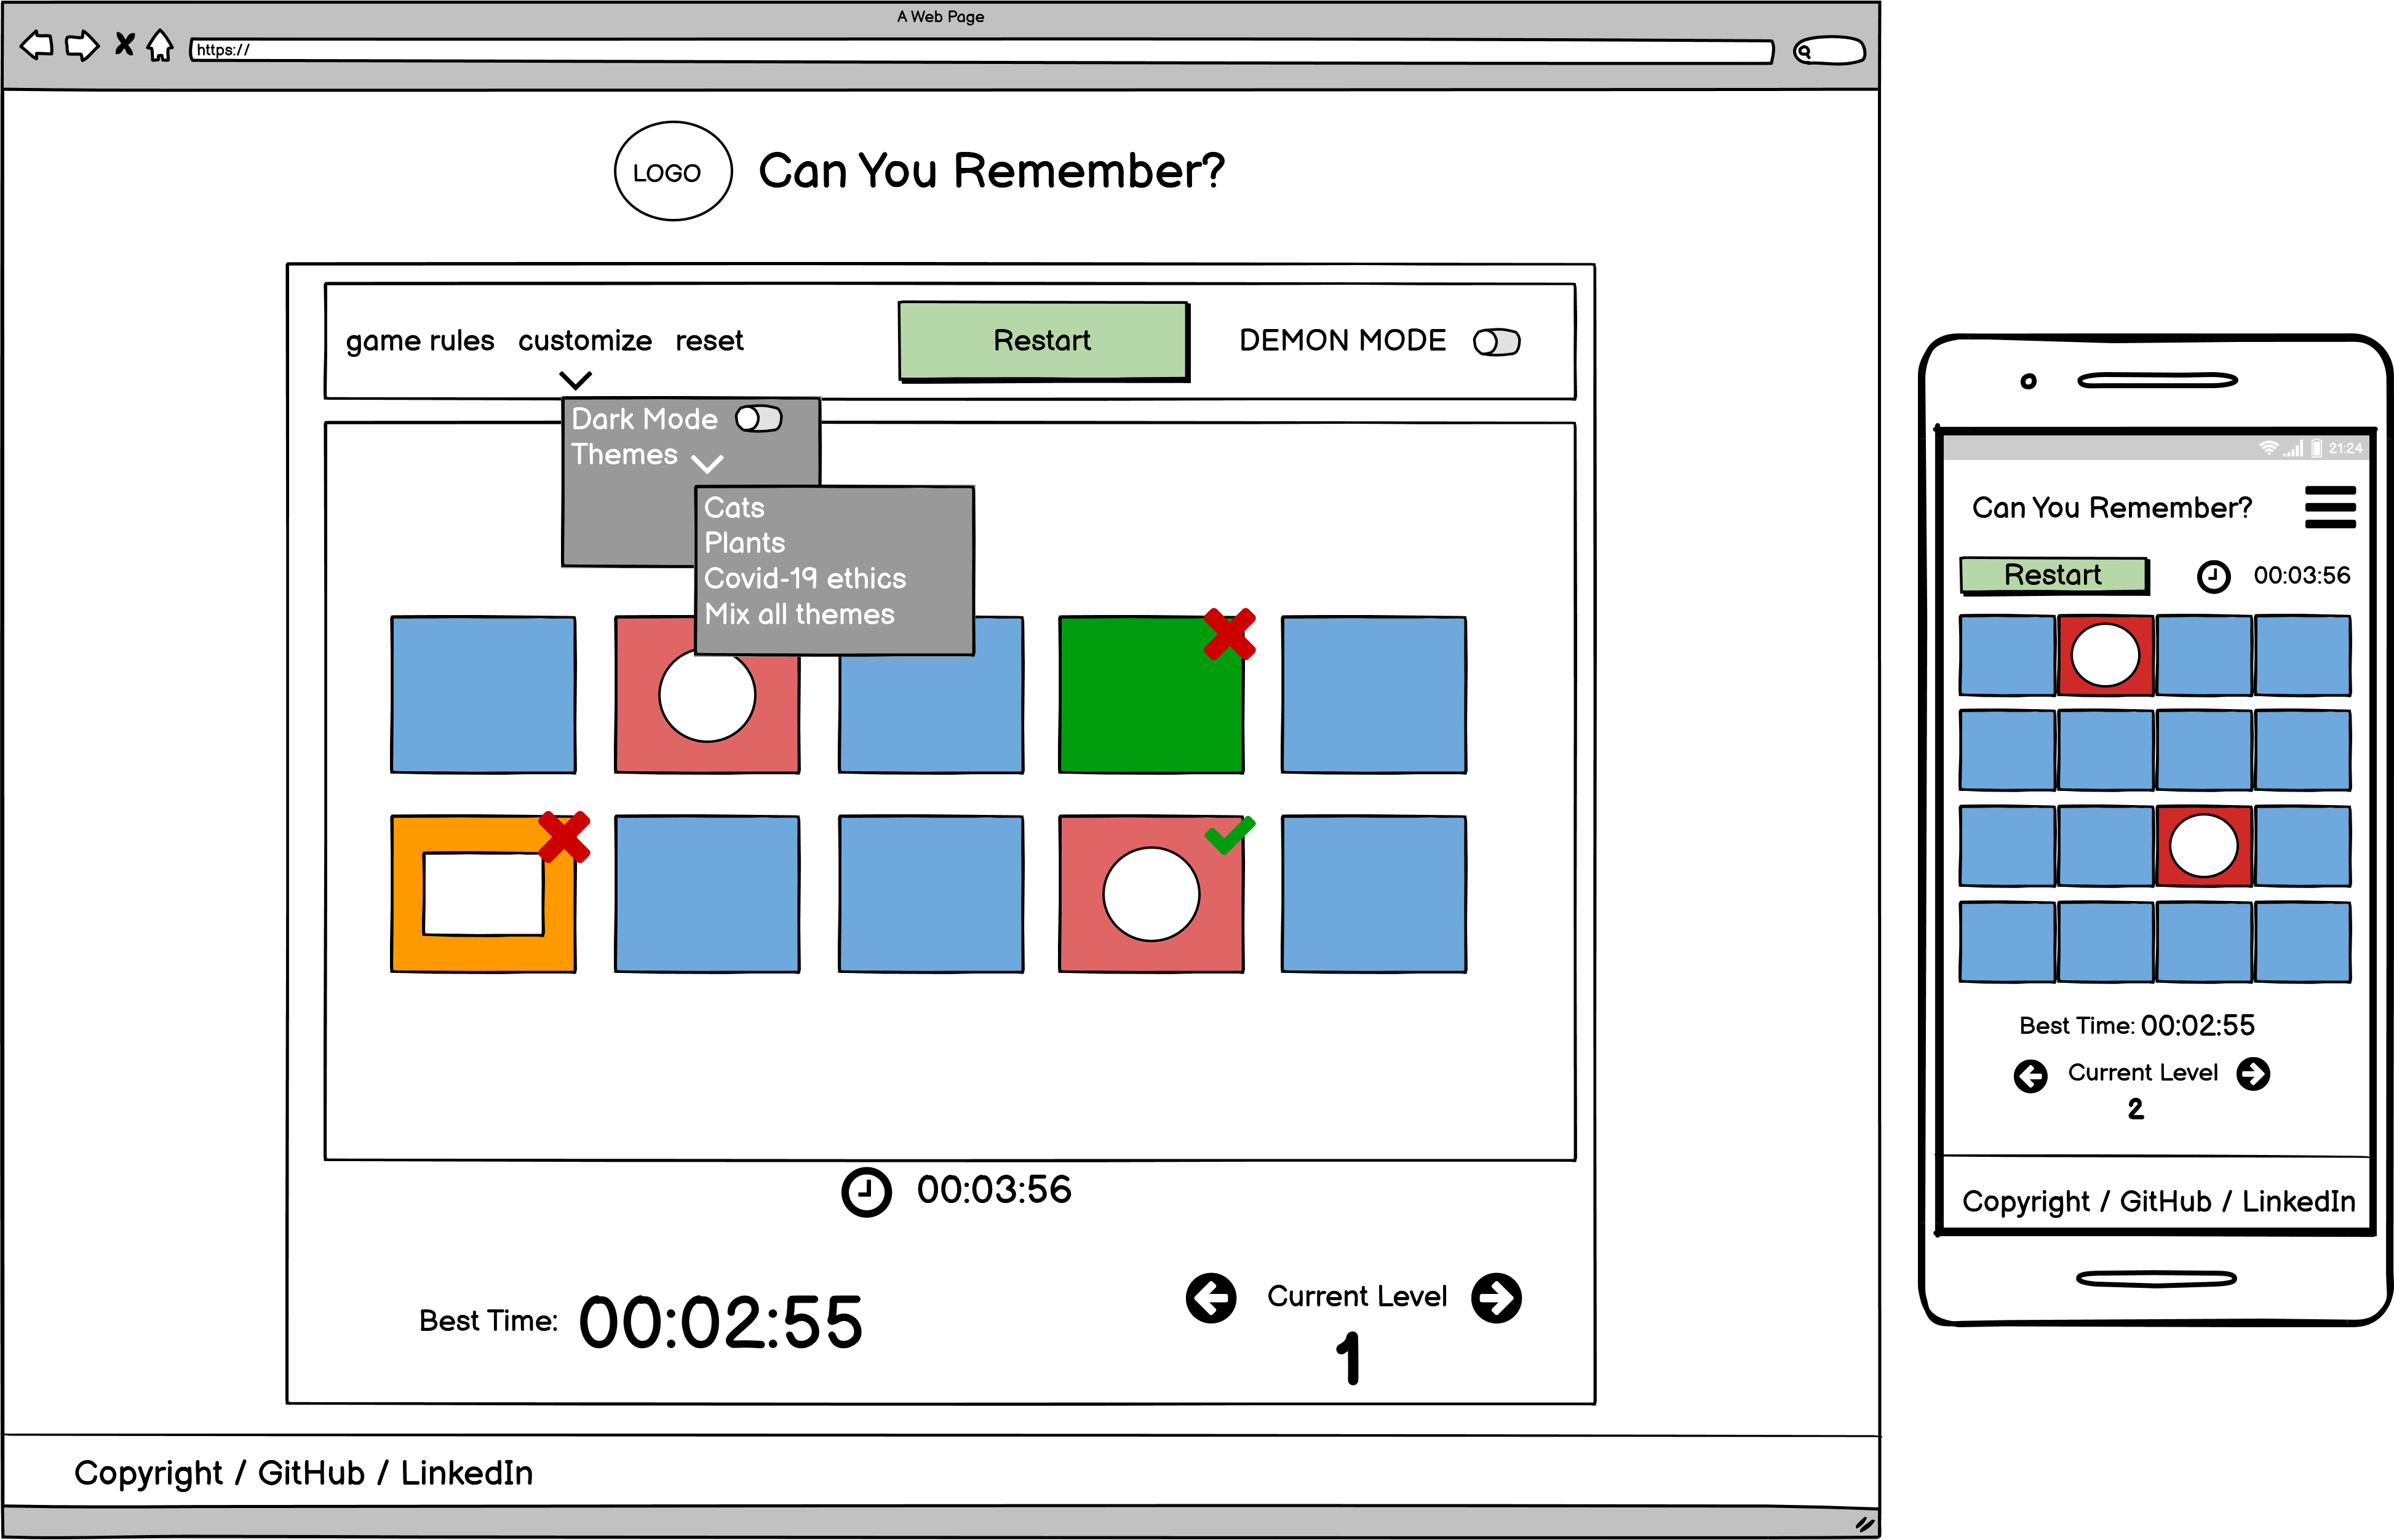 A Web Page
https://
LOGO
Can You Remember?
game rules customize reset
Restart
DEMON MODE
Dark Mode
Themes
Cats
Plants
Covid-19 ethics
Mix all themes
00:03:56
Best Time: 00:02:55
Current Level
1
Copyright / GitHub / LinkedIn
21:24
Can You Remember?
Restart
00:03:56
Best Time: 00:02:55
Current Level
2
Copyright / GitHub / LinkedIn